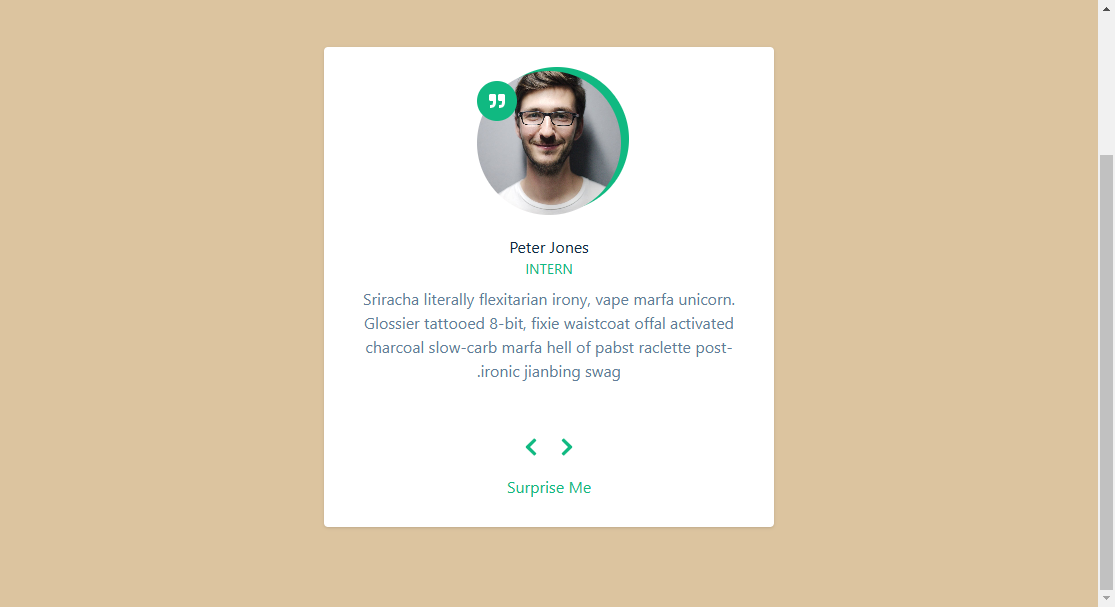 Peter Jones
INTERN
Sriracha literally flexitarian irony, vape marfa unicorn.
Glossier tattooed 8-bit, fixie waistcoat offal activated
charcoal slow-carb marfa hell of pabst raclette post-
.ironic jianbing swag
Surprise Me